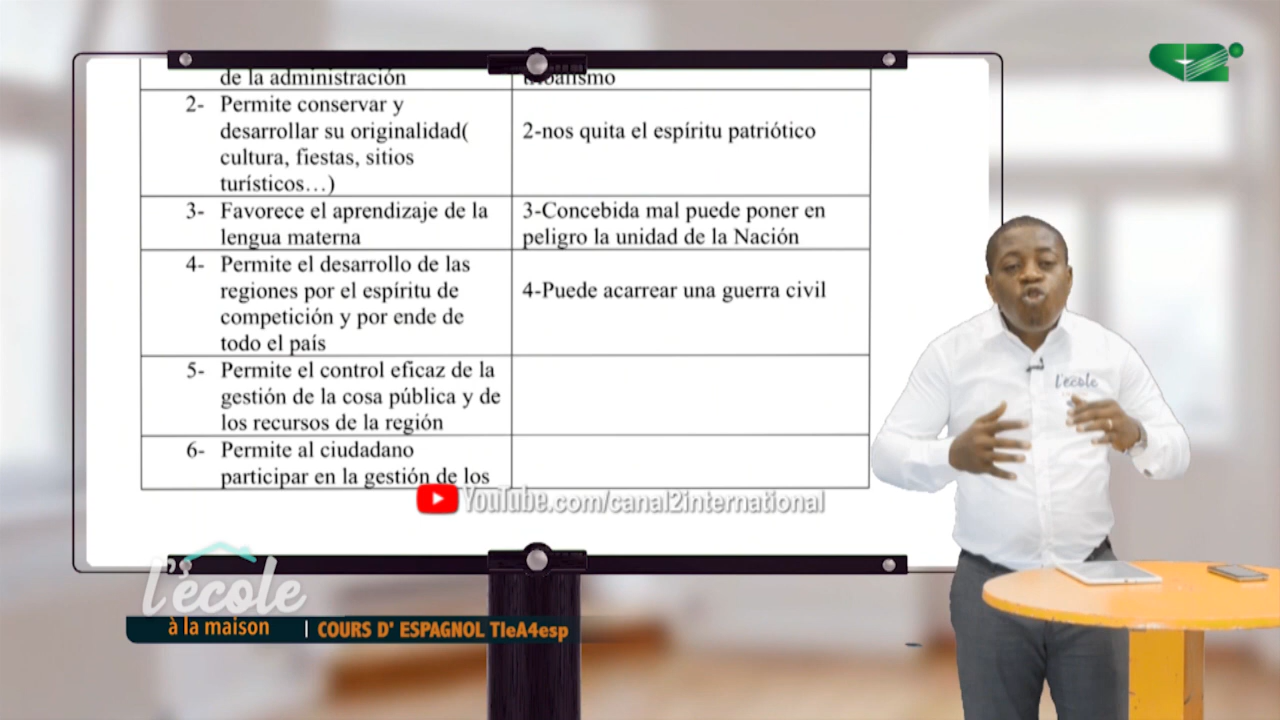 de la administración
2- Permite conservar y
desarrollar su originalidad(
cultura, fiestas, sitios
turísticos…)
2-nos quita el espíritu patriótico
3- Favorece el aprendizaje de la
lengua materna
3-Concebida mal puede poner en
peligro la unidad de la Nación
4- Permite el desarrollo de las
regiones por el espíritu de
competición y por ende de
todo el país
4-Puede acarrear una guerra civil
5- Permite el control eficaz de la
gestión de la cosa pública y de
los recursos de la región
6- Permite al ciudadano
participar en la gestión de los
YouTube.com/canal2international
l'école
à la maison
COURS D' ESPAGNOL TleA4esp
l'école